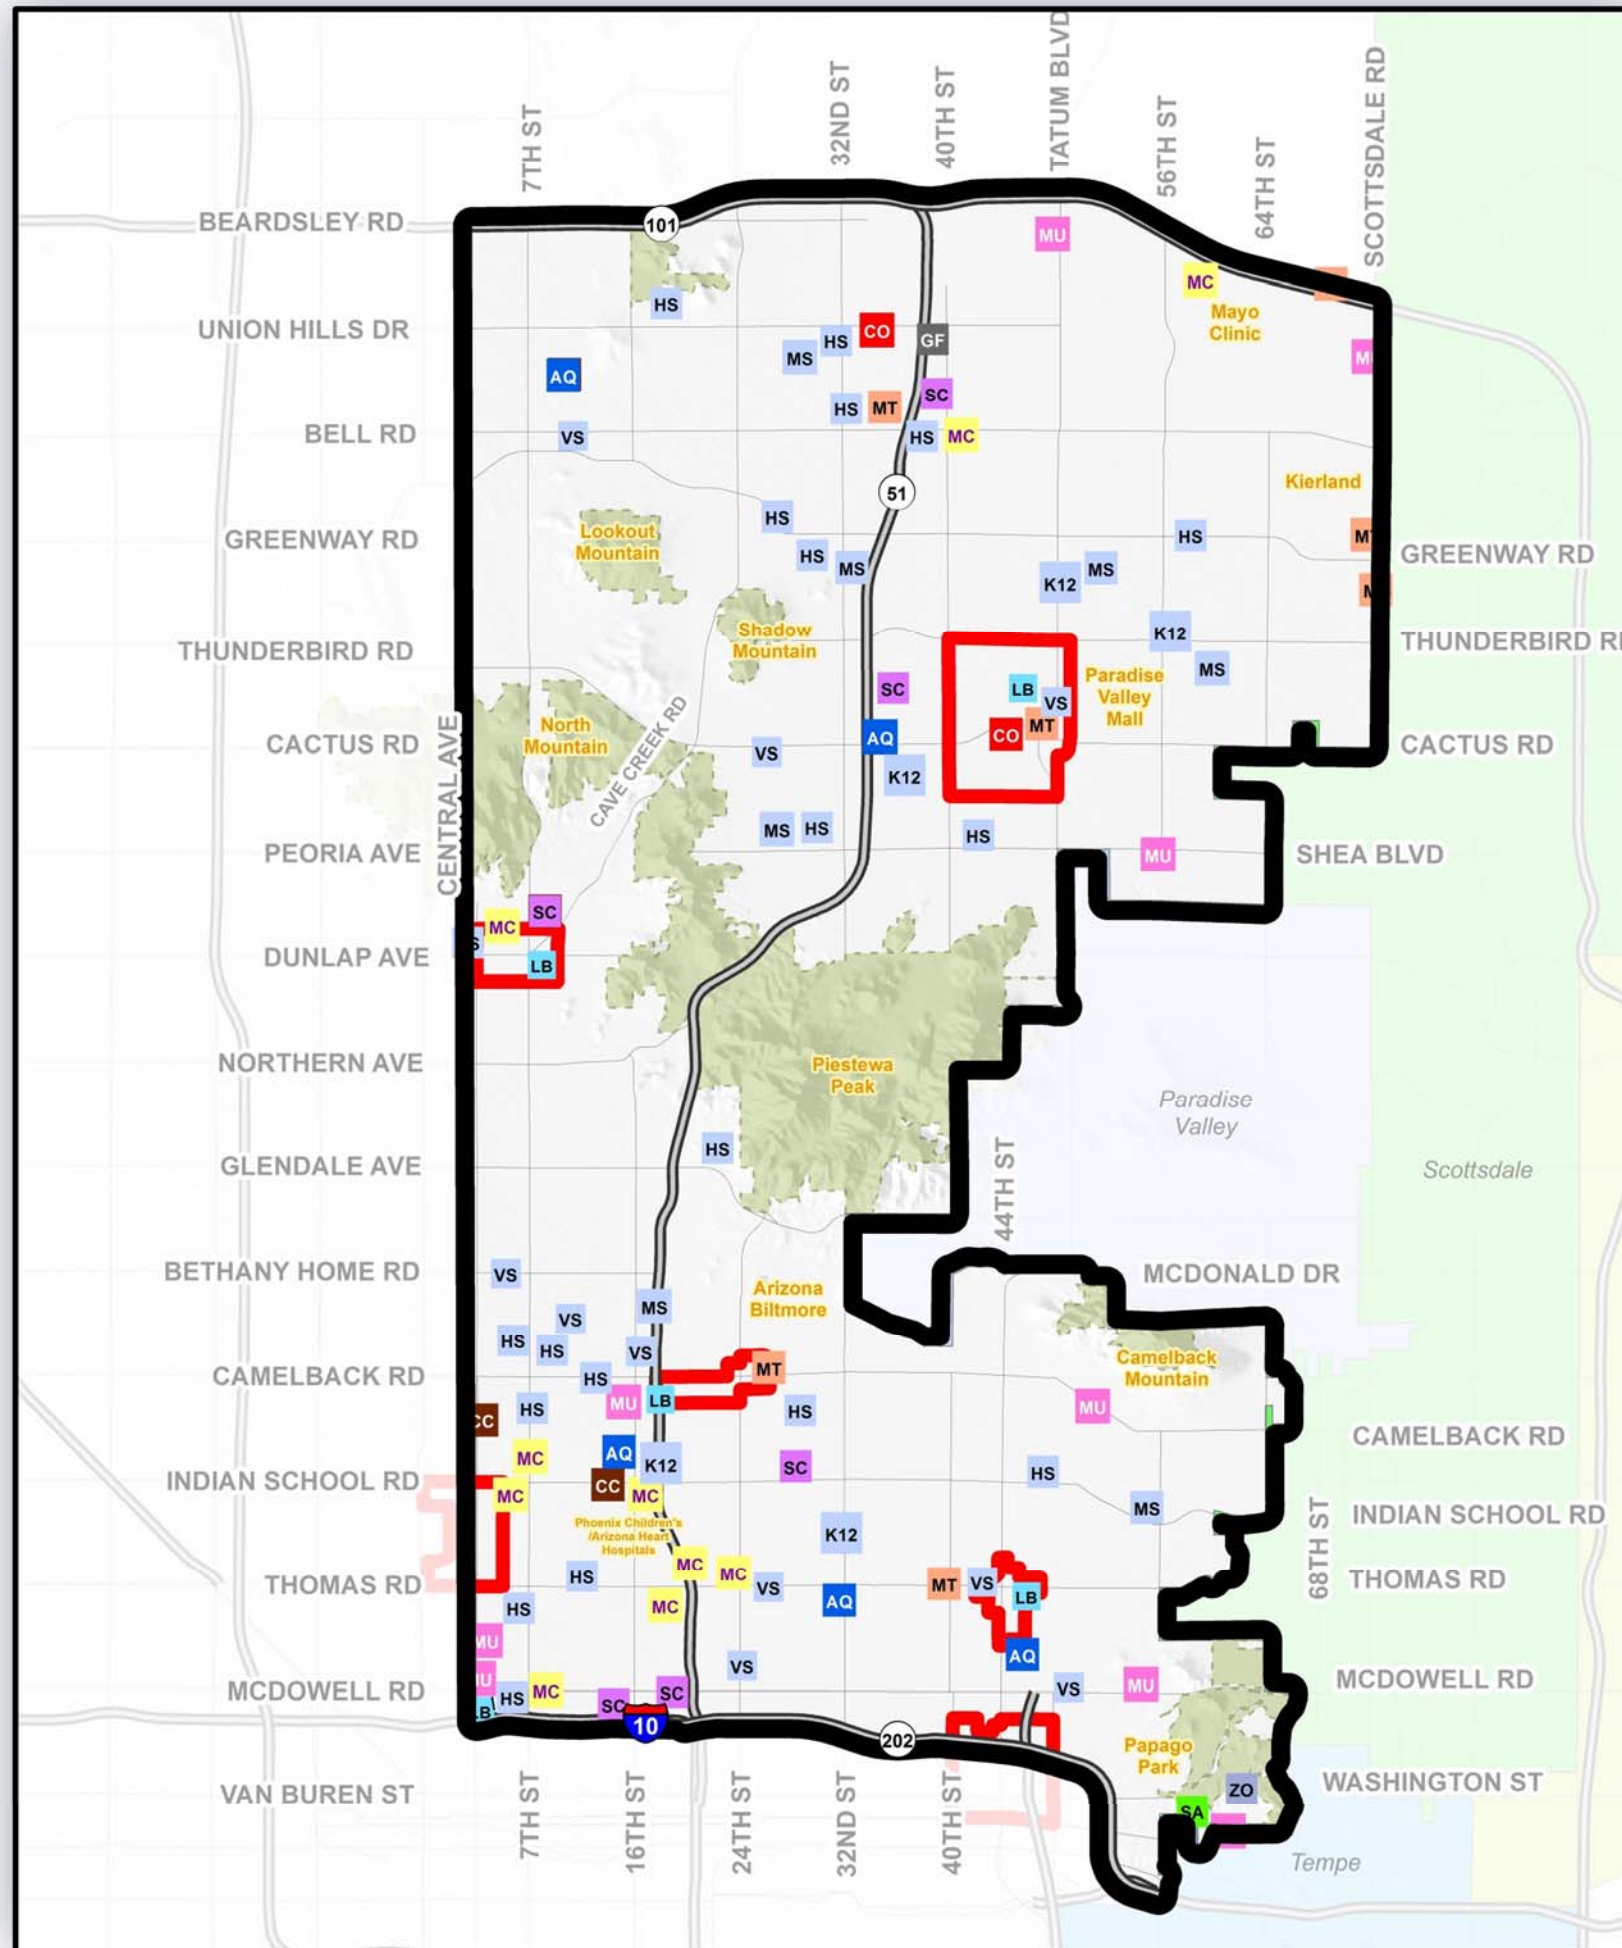 7TH ST
32ND ST
40TH ST
TATUM BLVD
56TH ST
64TH ST
SCOTTSDALE RD
BEARDSLEY RD
101
MU
MC
Mayo
Clinic
HS
UNION HILLS DR
MS
HS
CO
GF
AQ
SC
HS
MT
BELL RD
VS
HS
MC
51
Kierland
HS
Lookout
Mountain
GREENWAY RD
HS
MS
HS
MS
K12
GREENWAY RD
Shadow
Mountain
K12
THUNDERBIRD RD
THUNDERBIRD
MS
SC
LB
VS
Paradise
Valley
Mall
North
Mountain
CAVE CREEK RD
CENTRAL AVE
CACTUS RD
VS
AQ
CO
MT
K12
CACTUS RD
MS
HS
HS
PEORIA AVE
MU
SHEA BLVD
SC
MC
DUNLAP AVE
LB
NORTHERN AVE
Piestewa
Peak
Paradise
Valley
HS
GLENDALE AVE
44TH ST
Scottsdale
BETHANY HOME RD
VS
MCDONALD DR
Arizona
Biltmore
MS
VS
HS
HS
VS
CAMELBACK RD
HS
MT
Camelback
Mountain
MU
LB
HS
HS
MU
CC
CAMELBACK RD
MC
AQ
K12
SC
HS
INDIAN SCHOOL RD
CC
MC
MC
MS
INDIAN SCHOOL RD
Phoenix Children's
/Arizona Heart
Hospitals
K12
68TH ST
HS
MC
MC
VS
THOMAS RD
MT
VS
LB
THOMAS RD
HS
MC
AQ
MU
VS
AQ
MU
MCDOWELL RD
HS
MC
SC
SC
VS
MU
MCDOWELL RD
LB
10
202
Papago
Park
VAN BUREN ST
7TH ST
16TH ST
24TH ST
32ND ST
40TH ST
ZO
SA
WASHINGTON ST
Tempe